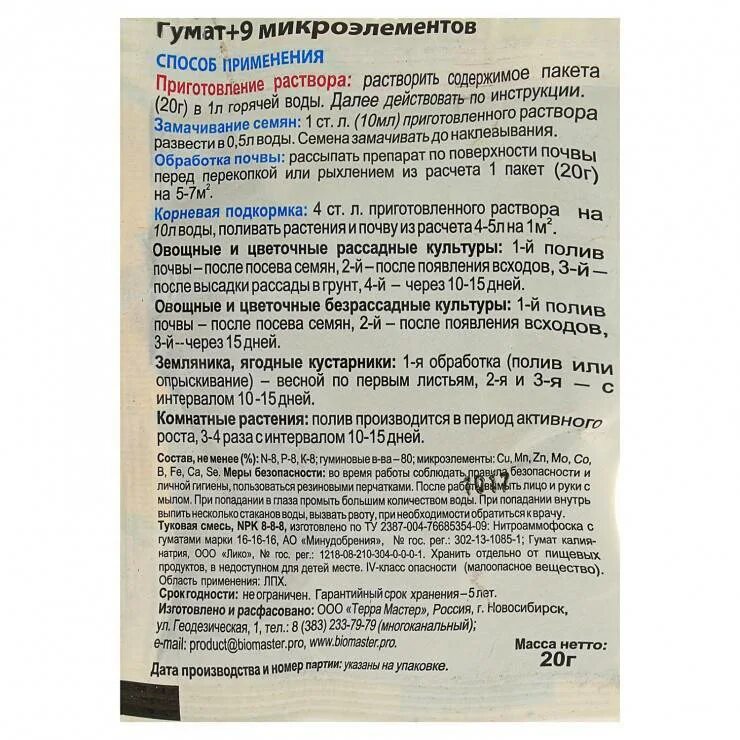 Гумат+9 микроэлементов
СПОСОБ ПРИМЕНЕНИЯ
Приготовление раствора: растворить содержимое пакета
(20г) в 1л горячей воды. Далее действовать по инструкции.
Замачивание семян: 1 ст. л. (10мл) приготовленного раствора
развести в 0,5л воды. Семена замачивать до наклевывания.
Обработка почвы: рассыпать препарат по поверхности почвы
перед перекопкой или рыхлением из расчета 1 пакет (20г)
на 5-7м².
Корневая подкормка: 4 ст. л. приготовленного раствора на
10л воды, поливать растения и почву из расчета 4-5л на 1м².
Овощные и цветочные рассадные культуры: 1-й полив
почвы – после посева семян, 2-й – после появления всходов, 3-й —
после высадки рассады в грунт, 4-й — через 10-15 дней.
Овощные и цветочные безрассадные культуры: 1-й полив
почвы – после посева семян, 2-й – после появления всходов,
3-й--через 15 дней.
Земляника, ягодные кустарники: 1-я обработка (полив или
опрыскивание) – весной по первым листьям, 2-я и 3-я — с
интервалом 10-15 дней.
Комнатные растения: полив производится в период активного
роста, 3-4 раза с интервалом 10-15 дней.
Состав, не менее (%): N-8, P-8, K-8; гуминовые в-ва – 80; микроэлементы: Cu, Mn, Zn, Mo, Co,
B, Fe, Ca, Se. Меры безопасности: во время работы соблюдать правила безопасности и
личной гигиены, пользоваться резиновыми перчатками. После работы вымыть лицо и руки с
мылом. При попадании в глаза промыть большим количеством воды. При попадании внутрь
выпить несколько стаканов воды, вызвать рвоту, при необходимости обратиться к врачу.
1017
Туковая смесь, NPK 8-8-8, изготовлено по ТУ 2387-004-76685354-09: Нитроаммофоска с
гуматами марки 16-16-16, АО «Минудобрения», № гос. рег.: 302-13-1085-1; Гумат калия-
натрия, ООО «Лико», № гос. рег.: 1218-08-210-304-0-0-0-1. Хранить отдельно от пищевых
продуктов, в недоступном для детей месте. IV-класс опасности (малоопасное вещество).
Область применения: ЛПХ.
Срок годности: не ограничен. Гарантийный срок хранения – 5 лет.
Изготовлено и расфасовано: ООО «Терра Мастер», Россия, г. Новосибирск,
ул. Геодезическая, 1, тел.: 8 (383) 233-79-79 (многоканальный);
e-mail: product@biomaster.pro, www.biomaster.pro.
Масса нетто:
20г
Дата производства и номер партии: указаны на упаковке.